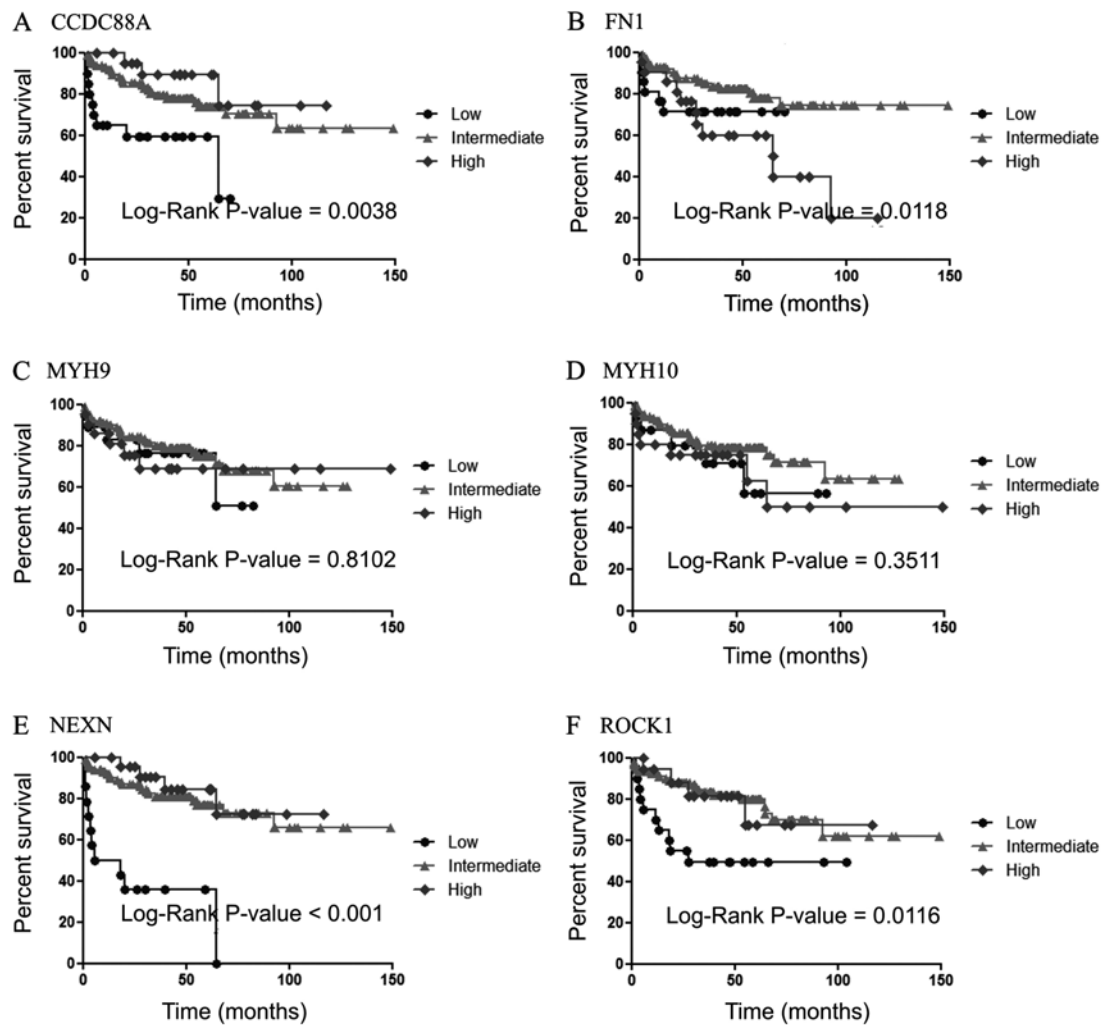 A CCDC88A
Percent survival
100
80
60
40
20
0
0 50 100 150
Time (months)
Low
Intermediate
High
Log-Rank P-value = 0.0038
B FN1
Percent survival
100
80
60
40
20
0
0 50 100 150
Time (months)
Low
Intermediate
High
Log-Rank P-value = 0.0118
C MYH9
Percent survival
100
80
60
40
20
0
0 50 100 150
Time (months)
Low
Intermediate
High
Log-Rank P-value = 0.8102
D MYH10
Percent survival
100
80
60
40
20
0
0 50 100 150
Time (months)
Low
Intermediate
High
Log-Rank P-value = 0.3511
E NEXN
Percent survival
100
80
60
40
20
0
0 50 100 150
Time (months)
Low
Intermediate
High
Log-Rank P-value < 0.001
F ROCK1
Percent survival
100
80
60
40
20
0
0 50 100 150
Time (months)
Low
Intermediate
High
Log-Rank P-value = 0.0116